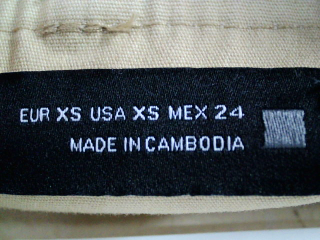 EUR XS USA XS MEX 24
MADE IN CAMBODIA